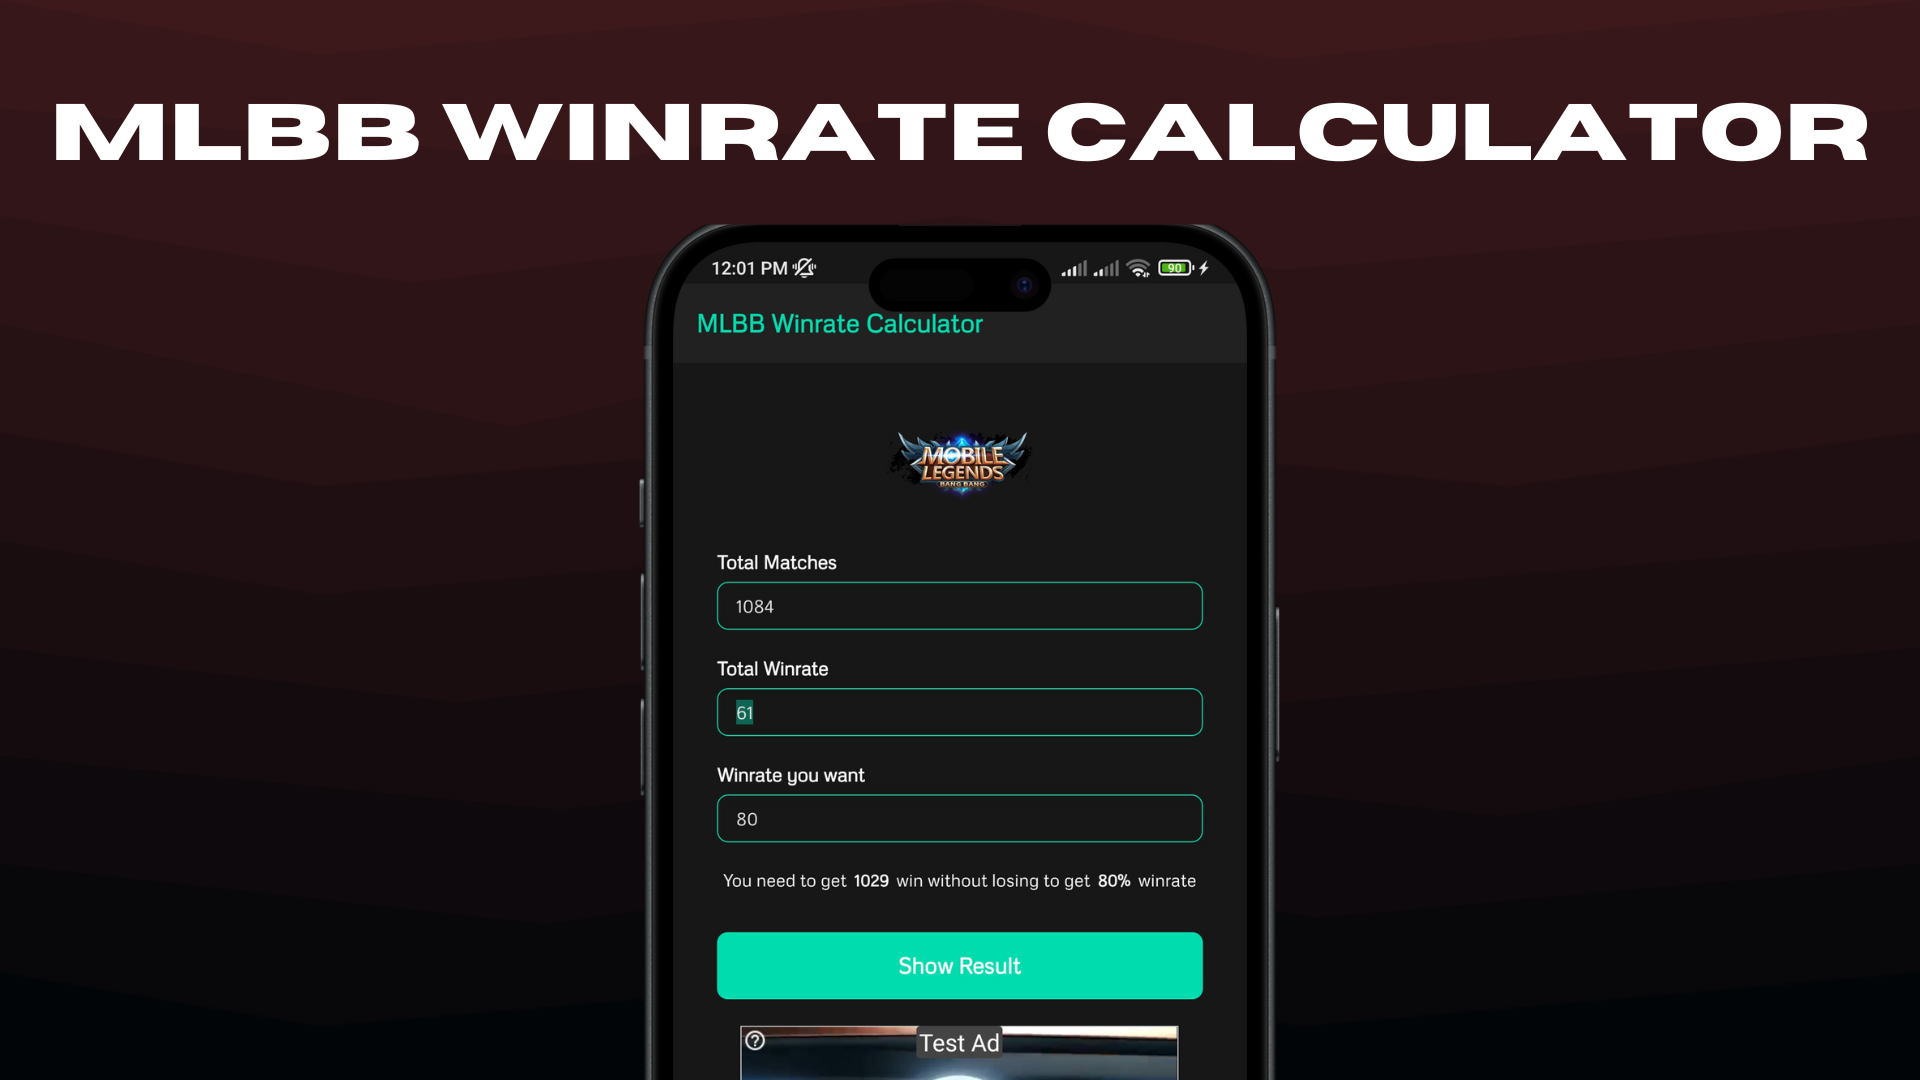 MLBB WINRATE CALCULATOR
12:01 PM
90
MLBB Winrate Calculator
MOBILE
LEGENDS
BANG BANG
Total Matches
1084
Total Winrate
61
Winrate you want
80
You need to get 1029 win without losing to get 80% winrate
Show Result
?
Test Ad